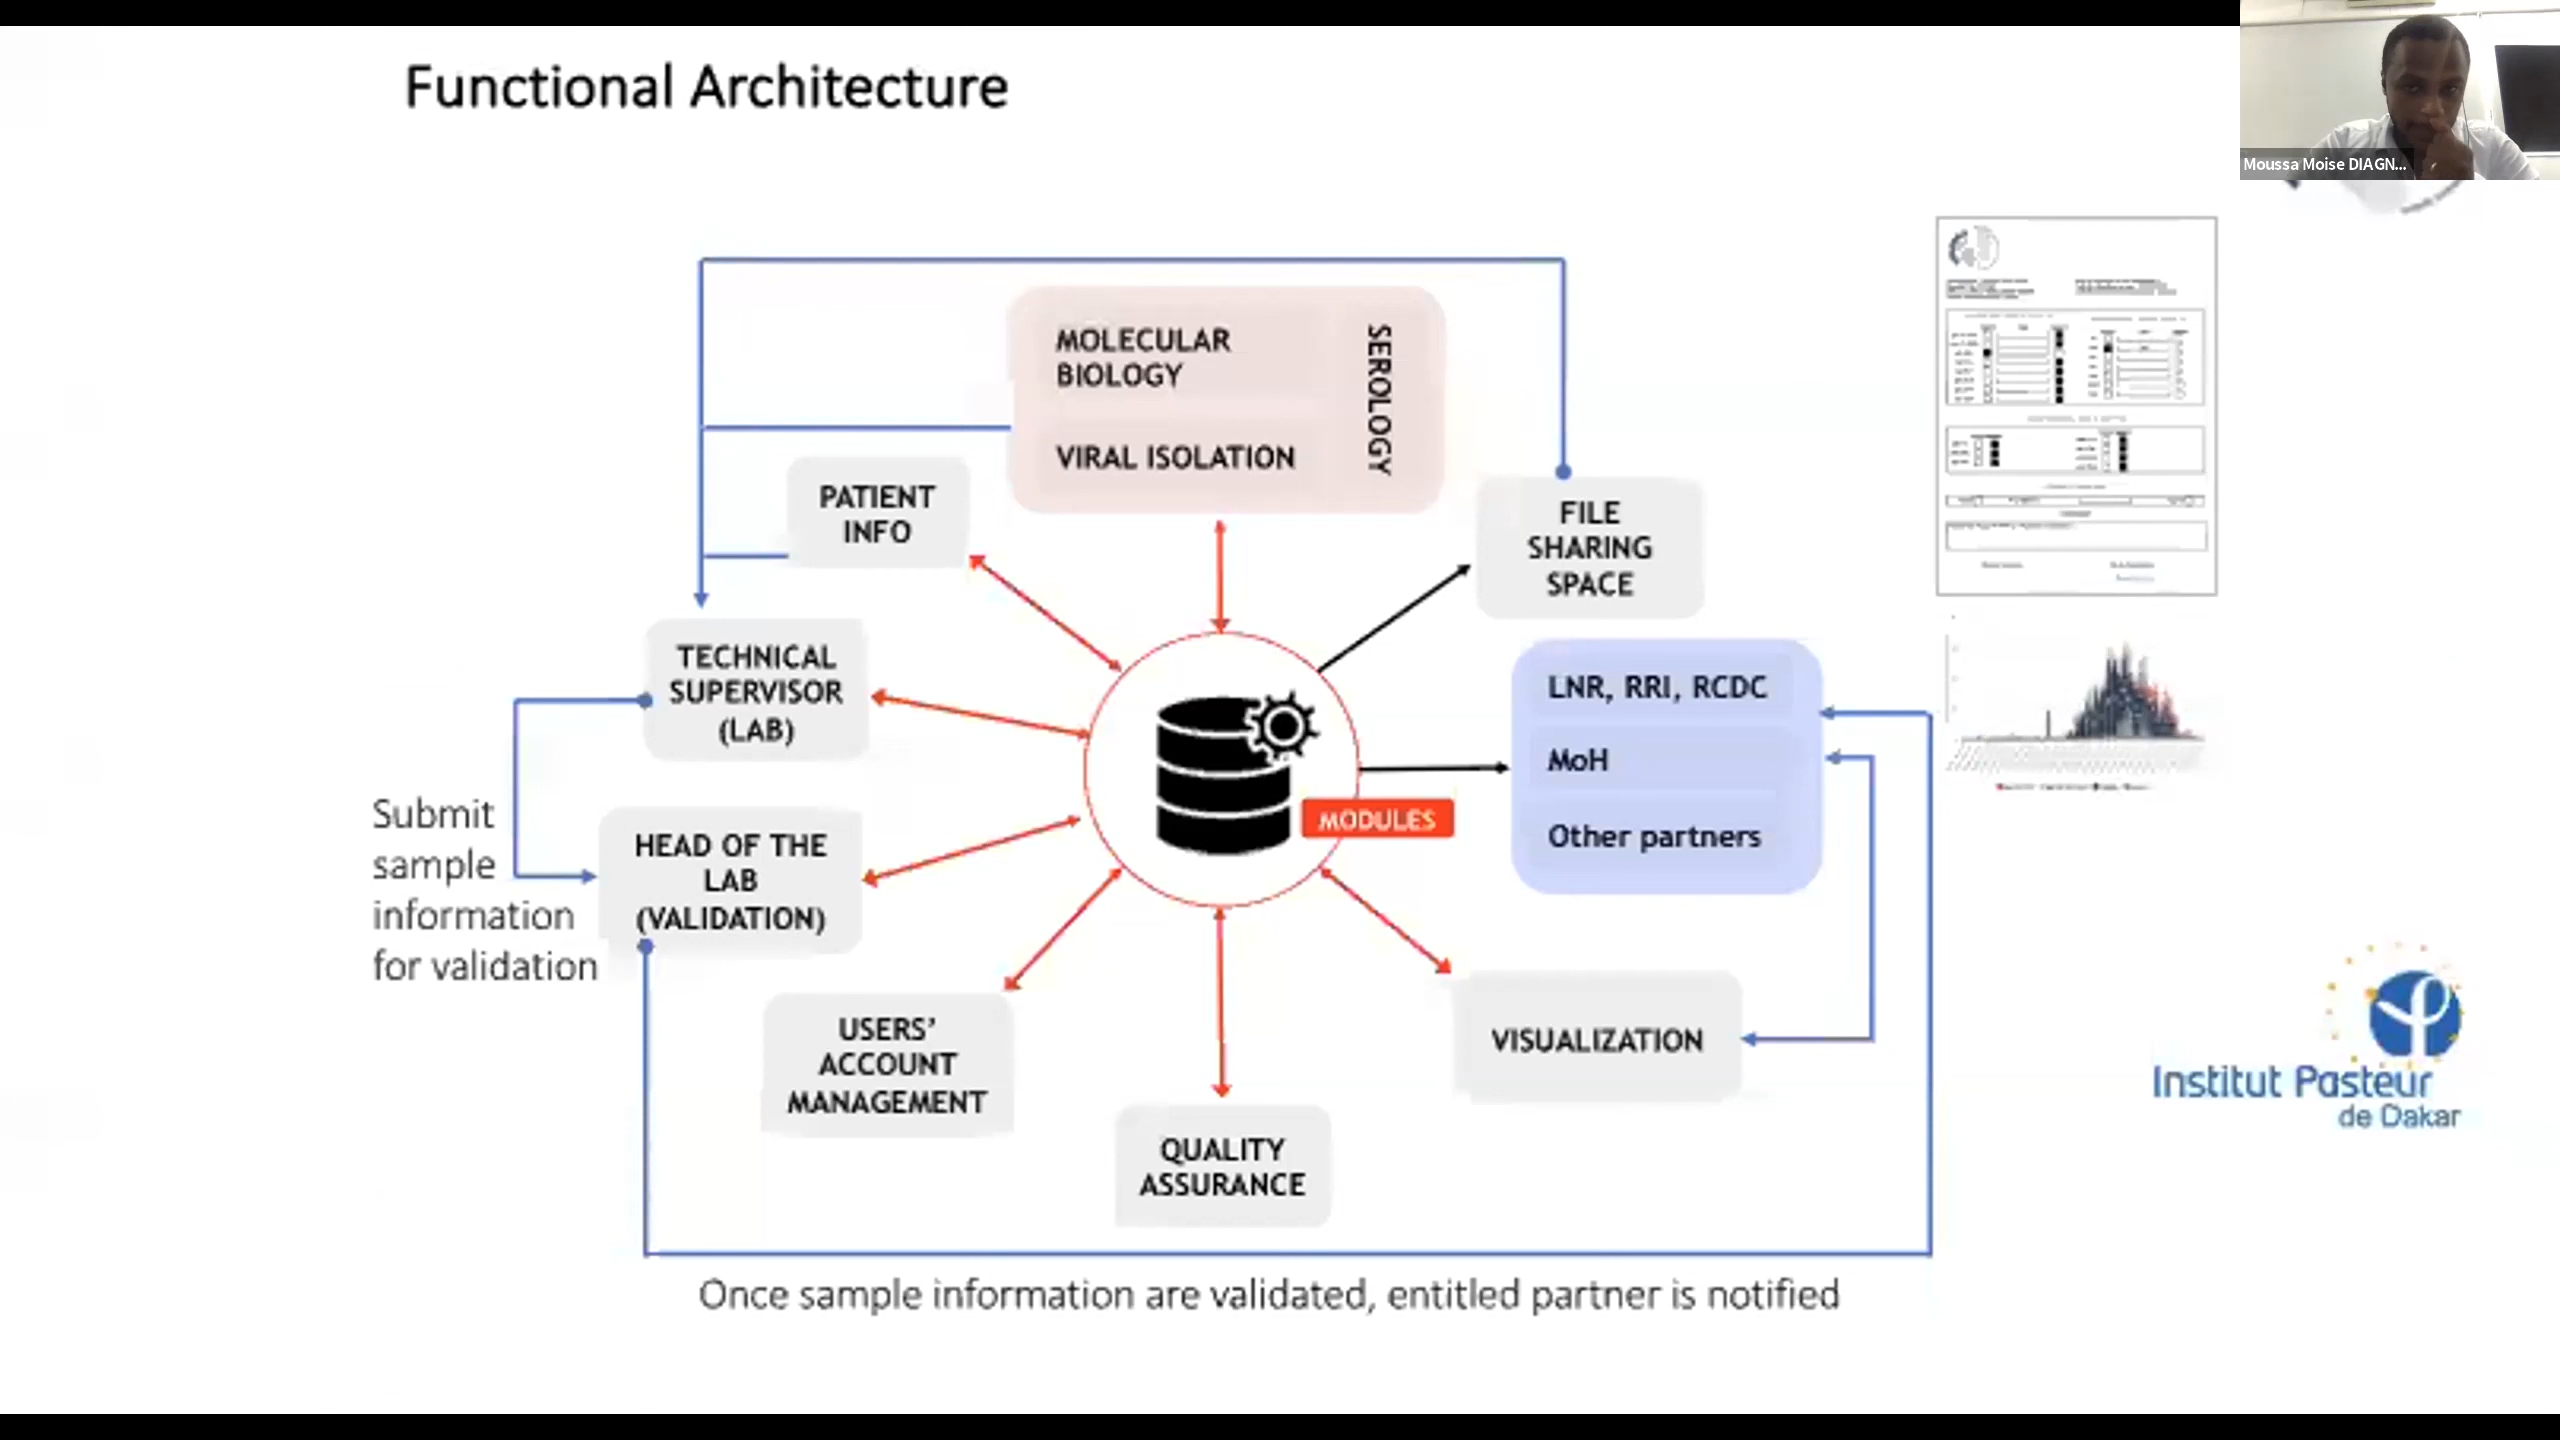 Functional Architecture
Moussa Moise DIAGN...
MOLECULAR
BIOLOGY
VIRAL ISOLATION
SEROLOGY
PATIENT
INFO
FILE
SHARING
SPACE
TECHNICAL
SUPERVISOR
(LAB)
LNR, RRI, RCDC
MoH
Other partners
MODULES
Submit
sample
information
for validation
HEAD OF THE
LAB
(VALIDATION)
USERS’
ACCOUNT
MANAGEMENT
QUALITY
ASSURANCE
VISUALIZATION
Institut Pasteur
de Dakar
Once sample information are validated, entitled partner is notified